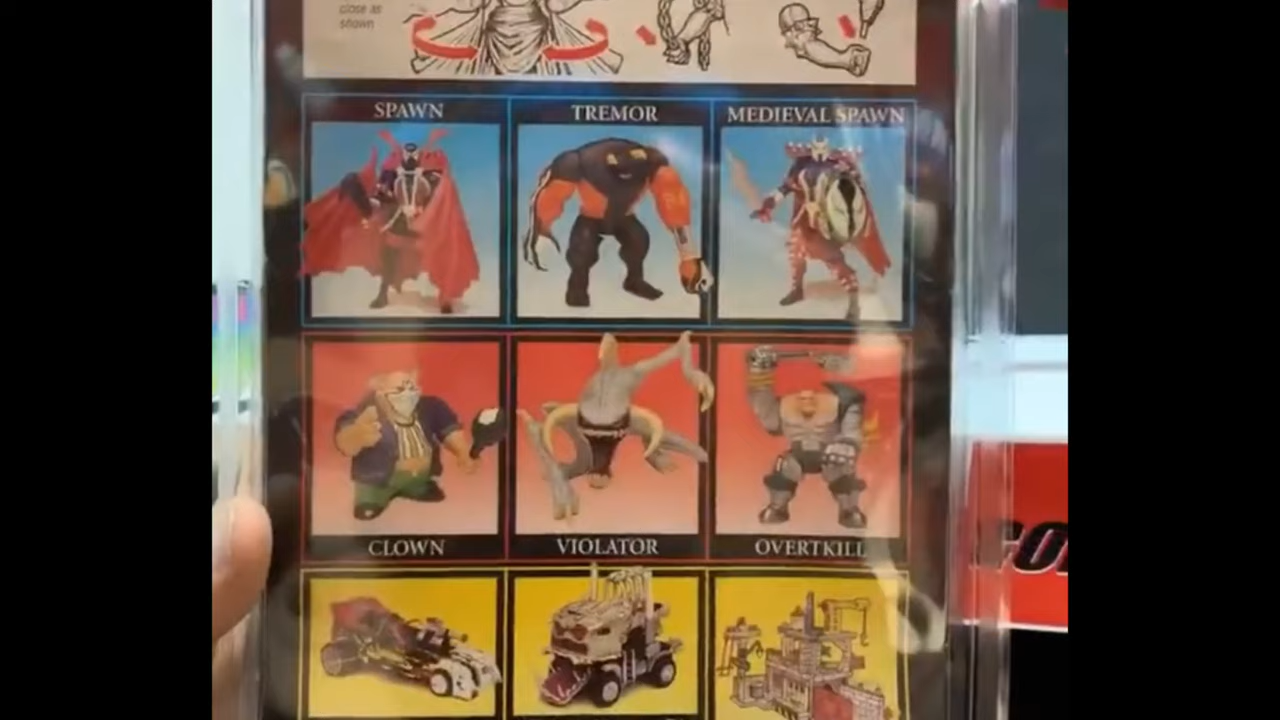 close as
shown
SPAWN
TREMOR
MEDIEVAL SPAWN
CLOWN
VIOLATOR
OVERTKILL